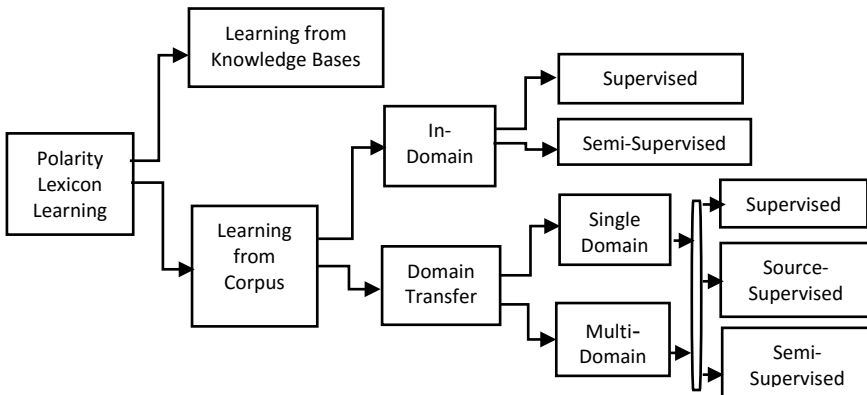 Learning from
Knowledge Bases
Polarity
Lexicon
Learning
Learning
from
Corpus
In-
Domain
Supervised
Semi-Supervised
Domain
Transfer
Single
Domain
Multi-
Domain
Supervised
Source-
Supervised
Semi-
Supervised